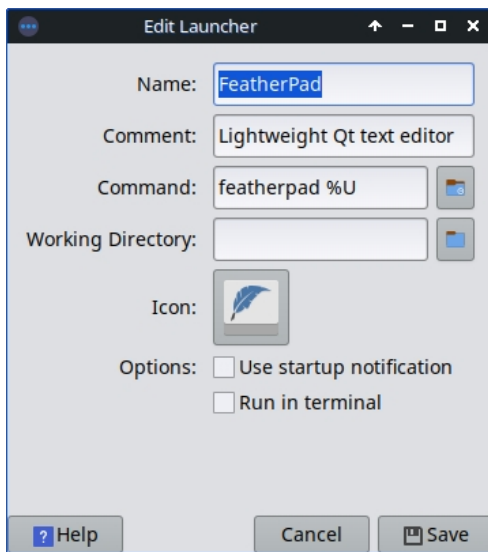 Edit Launcher
Name: FeatherPad
Comment: Lightweight Qt text editor
Command: featherpad %U
Working Directory:
Icon:
Options: Use startup notification
Run in terminal
? Help Cancel Save